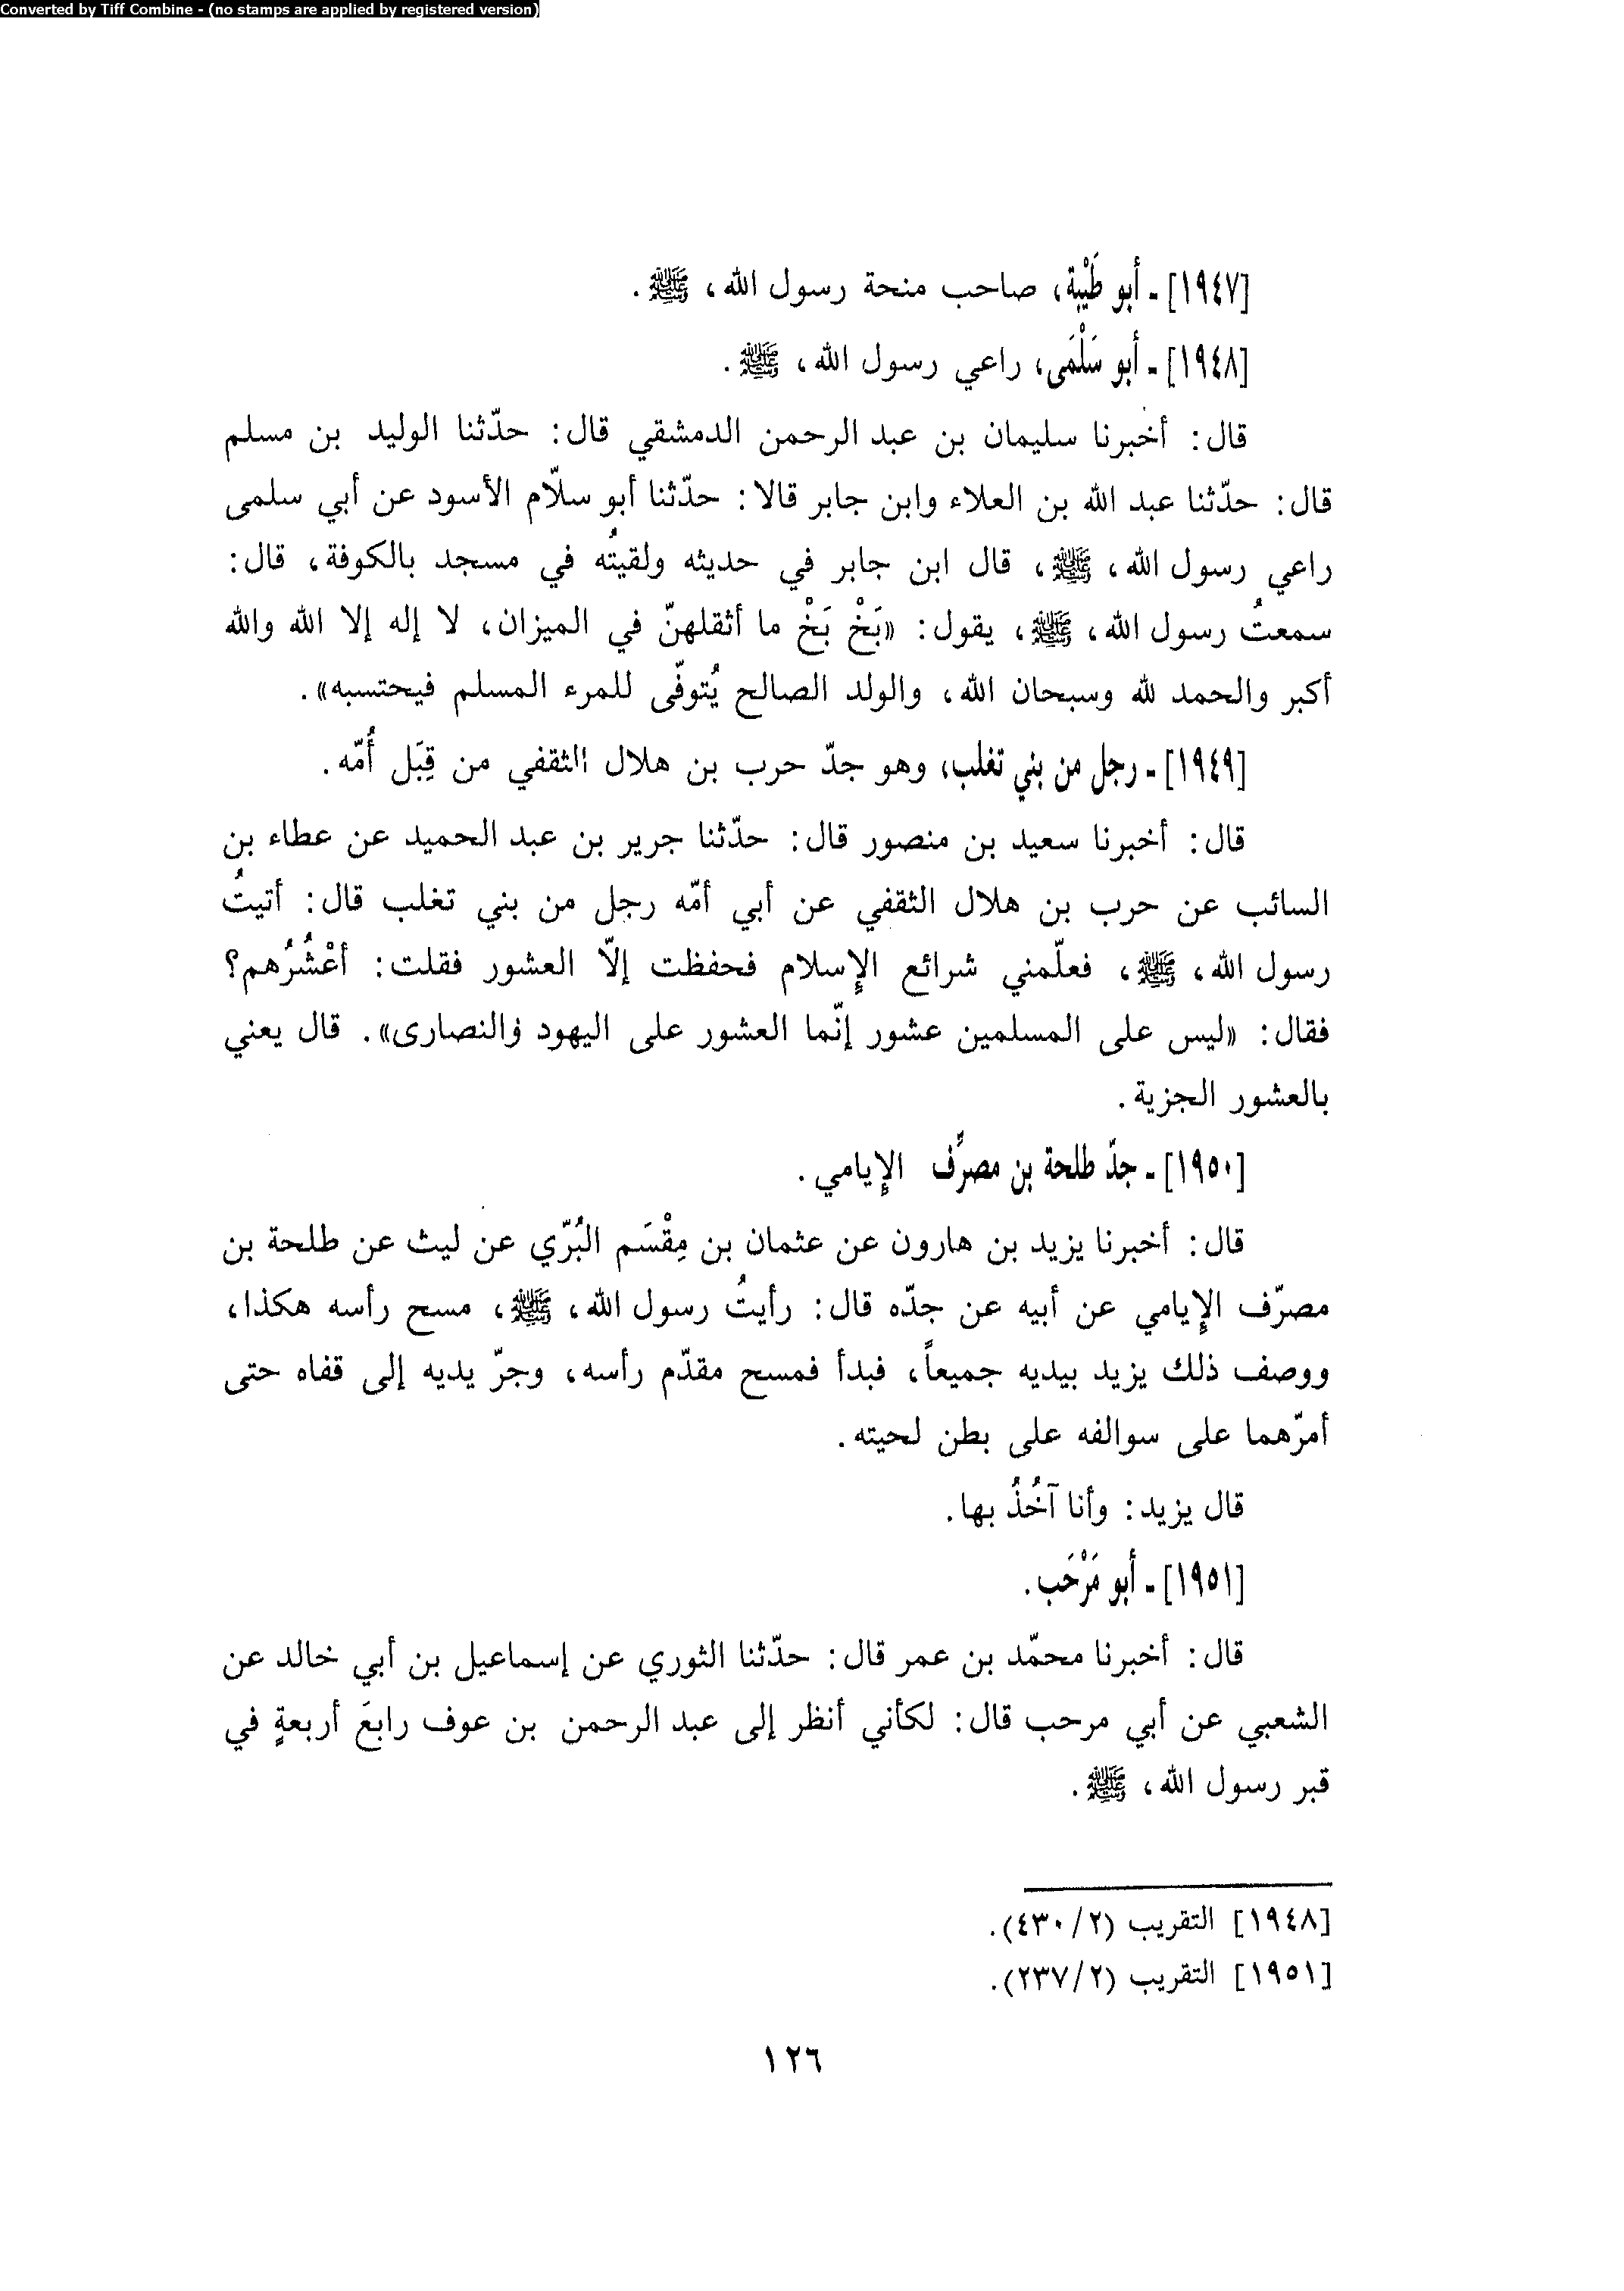 Converted by Tiff Combine - (no stamps are applied by registered version)
[١٩٤٧] - أبو طَيْبة، صاحب منحة رسول الله، ﷺ.
[١٩٤٨] - أبو سَلْمَى، راعي رسول الله، ﷺ.
قال: أخبرنا سليمان بن عبد الرحمن الدمشقي قال: حدّثنا الوليد بن مسلم
قال: حدّثنا عبد الله بن العلاء وابن جابر قالا: حدّثنا أبو سلاّم الأسود عن أبي سلمى
راعي رسول الله، ﷺ، قال ابن جابر في حديثه ولقيتُه في مسجد بالكوفة، قال:
سمعتُ رسول الله، ﷺ، يقول: «بَخْ بَخْ ما أثقلهنّ في الميزان، لا إله إلا الله والله
أكبر والحمد لله وسبحان الله، والولد الصالح يُتوفّى للمرء المسلم فيحتسبه».
[١٩٤٩] - رجل من بني تغلب، وهو جدّ حرب بن هلال الثقفي من قِبَل أُمّه.
قال: أخبرنا سعيد بن منصور قال: حدّثنا جرير بن عبد الحميد عن عطاء بن
السائب عن حرب بن هلال الثقفي عن أبي أمّه رجل من بني تغلب قال: أتيتُ
رسول الله، ﷺ، فعلّمني شرائع الإسلام فحفظت إلاّ العشور فقلت: أعْشُرُهم؟
فقال: «ليس على المسلمين عشور إنّما العشور على اليهود والنصارى». قال يعني
بالعشور الجزية.
[١٩٥٠] - جدّ طلحة بن مصرِّف الإيامي.
قال: أخبرنا يزيد بن هارون عن عثمان بن مِقْسَم البُرّي عن ليث عن طلحة بن
مصرّف الإيامي عن أبيه عن جدّه قال: رأيتُ رسول الله، ﷺ، مسح رأسه هكذا،
ووصف ذلك يزيد بيديه جميعاً، فبدأ فمسح مقدّم رأسه، وجرّ يديه إلى قفاه حتى
أمرّهما على سوالفه على بطن لحيته.
قال يزيد: وأنا آخُذُ بها.
[١٩٥١] - أبو مَرْحَب.
قال: أخبرنا محمّد بن عمر قال: حدّثنا الثوري عن إسماعيل بن أبي خالد عن
الشعبي عن أبي مرحب قال: لكأني أنظر إلى عبد الرحمن بن عوف رابعَ أربعةٍ في
قبر رسول الله، ﷺ.
[١٩٤٨] التقريب (٤٣٠/٢).
[١٩٥١] التقريب (٢٣٧/٢).
١٢٦